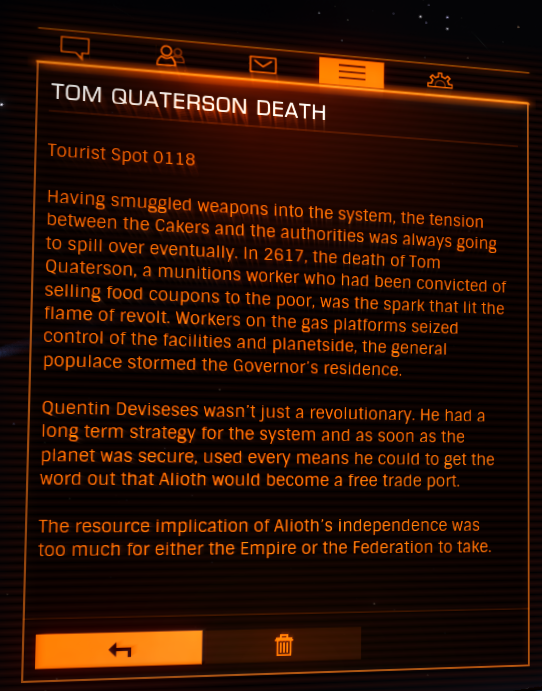 TOM QUATERSON DEATH
Tourist Spot 0118
Having smuggled weapons into the system, the tension
between the Cakers and the authorities was always going
to spill over eventually. In 2617, the death of Tom
Quaterson, a munitions worker who had been convicted of
selling food coupons to the poor, was the spark that lit the
flame of revolt. Workers on the gas platforms seized
control of the facilities and planetside, the general
populace stormed the Governor's residence.
Quentin Deviseses wasn't just a revolutionary. He had a
long term strategy for the system and as soon as the
planet was secure, used every means he could to get the
word out that Alioth would become a free trade port.
The resource implication of Alioth's independence was
too much for either the Empire or the Federation to take.